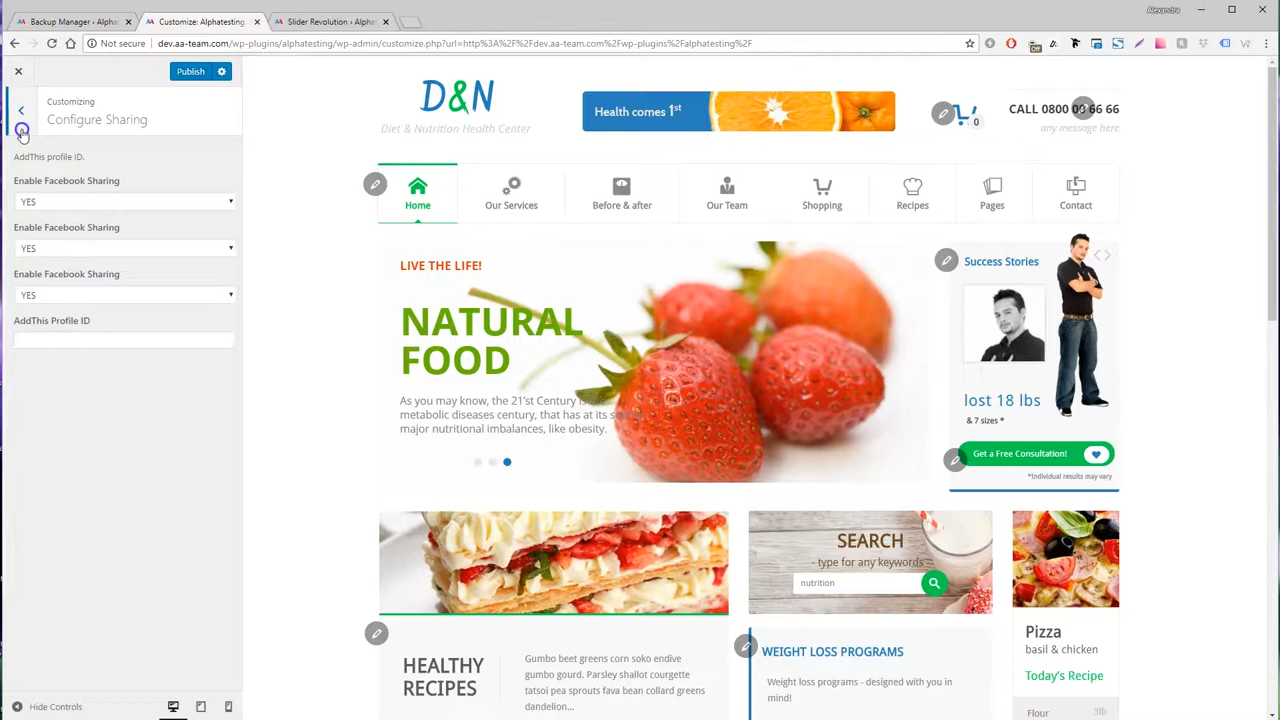 Alexandra
Backup Manager ‹ Alphat
Customize: Alphatesting
Slider Revolution ‹ Alphat
Not secure
dev.aa-team.com/wp-plugins/alphatesting/wp-admin/customize.php?url=http%3A%2F%2Fdev.aa-team.com%2Fwp-plugins%2Falphatesting%2F
Off
Publish
Customizing
Configure Sharing
AddThis profile ID.
Enable Facebook Sharing
YES
Enable Facebook Sharing
YES
Enable Facebook Sharing
YES
AddThis Profile ID
Hide Controls
D&N
Diet & Nutrition Health Center
Health comes 1st
0
CALL 0800 00 66 66
any message here
Home
Our Services
Before & after
Our Team
Shopping
Recipes
Pages
Contact
LIVE THE LIFE!
NATURAL
FOOD
As you may know, the 21'st Century is
metabolic diseases century, that has at its
major nutritional imbalances, like obesity.
Success Stories
lost 18 lbs
& 7 sizes *
Get a Free Consultation!
*Individual results may vary
SEARCH
- type for any keywords -
nutrition
HEALTHY
RECIPES
Gumbo beet greens corn soko endive
gumbo gourd. Parsley shallot courgette
tatsoi pea sprouts fava bean collard greens
dandelion...
WEIGHT LOSS PROGRAMS
Weight loss programs - designed with you in
mind!
Pizza
basil & chicken
Today's Recipe
Flour
3lb